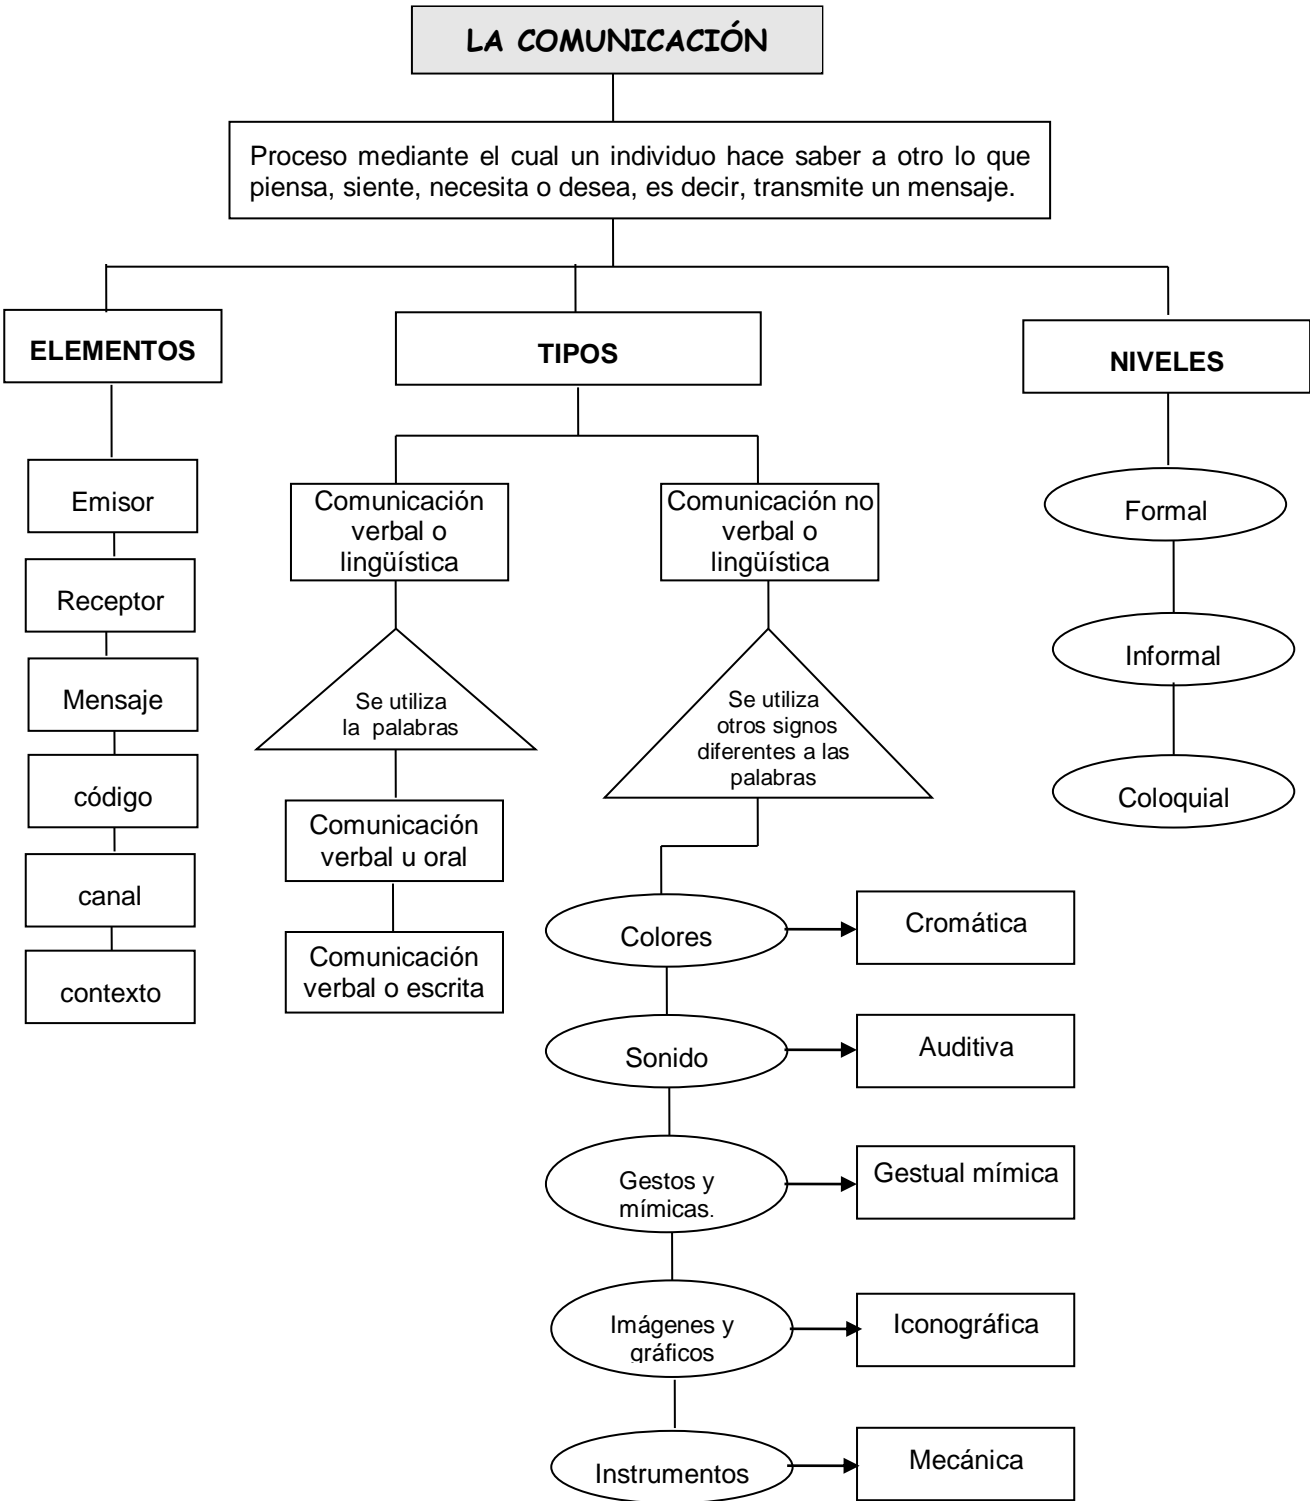 LA COMUNICACIÓN
Proceso mediante el cual un individuo hace saber a otro lo que
piensa, siente, necesita o desea, es decir, transmite un mensaje.
ELEMENTOS
Emisor
Receptor
Mensaje
código
canal
contexto
TIPOS
Comunicación
verbal o
lingüística
Se utiliza
la palabras
Comunicación
verbal u oral
Comunicación
verbal o escrita
Comunicación no
verbal o
lingüística
Se utiliza
otros signos
diferentes a las
palabras
Colores
Cromática
Sonido
Auditiva
Gestos y
mímicas.
Gestual mímica
Imágenes y
gráficos
Iconográfica
Instrumentos
Mecánica
NIVELES
Formal
Informal
Coloquial